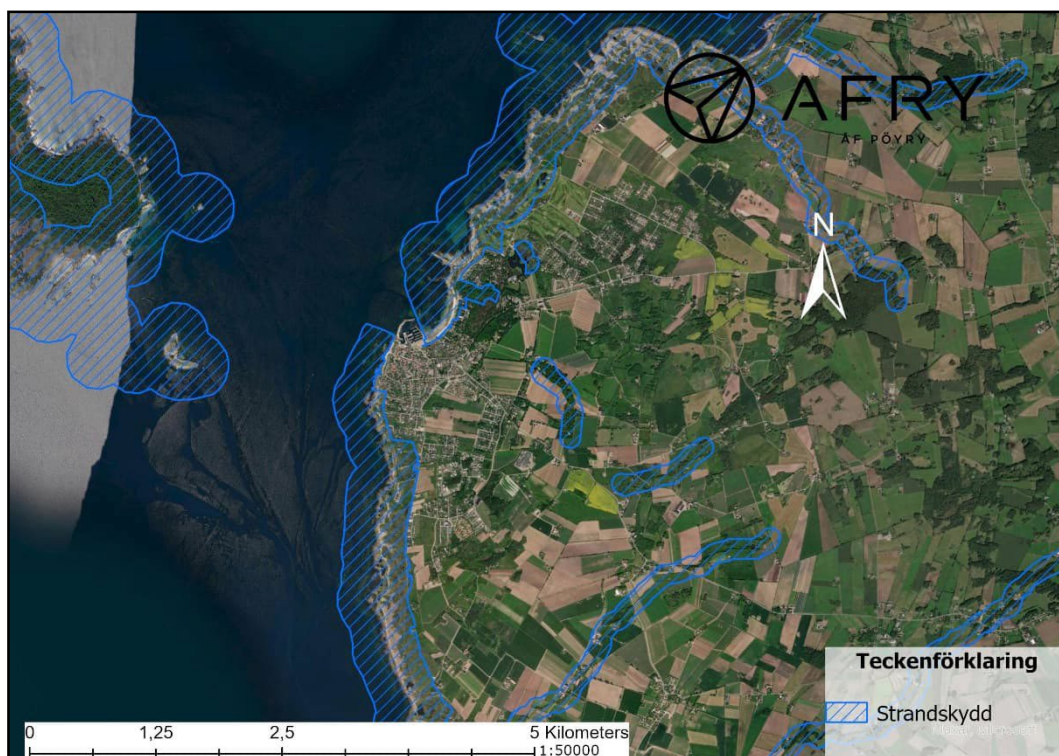 AFRY
ÅF PÖYRY
N
Teckenförklaring
Strandskydd
0 1,25 2,5 5 Kilometers
1:50000